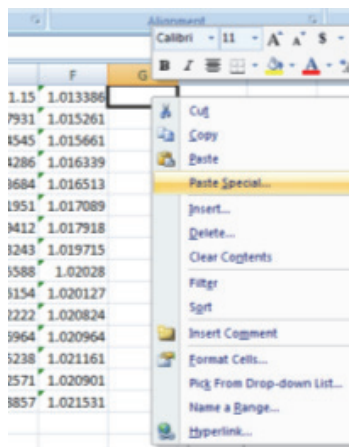 Alignment
Calibri 11 A A $
B I
F G
1.15 1.013386
7931 1.015261
4545 1.015661
4286 1.016339
3684 1.016513
1951 1.017089
9412 1.017918
3243 1.019715
5588 1.02028
5154 1.020127
2222 1.020824
5964 1.020964
5238 1.021161
2571 1.020901
3857 1.021531
Cut
Copy
Paste
Paste Special...
Insert...
Delete...
Clear Contents
Filter
Sort
Insert Comment
Format Cells...
Pick From Drop-down List...
Name a Range...
Hyperlink...